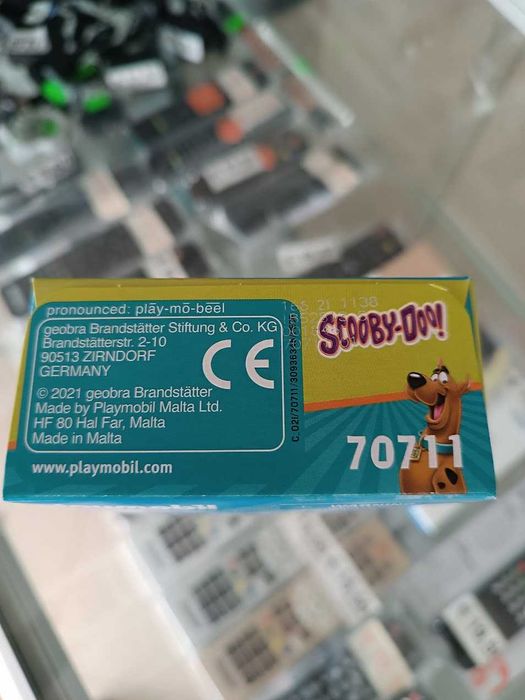 pronounced: plāy-mō-bēēl
geobra Brandstätter Stiftung & Co. KG
Brandstätterstr. 2-10
90513 ZIRNDORF
GERMANY
CE
© 2021 geobra Brandstätter
Made by Playmobil Malta Ltd.
HF 80 Hal Far, Malta
Made in Malta
www.playmobil.com
21 1138
SCOOBY-DOO!
70711